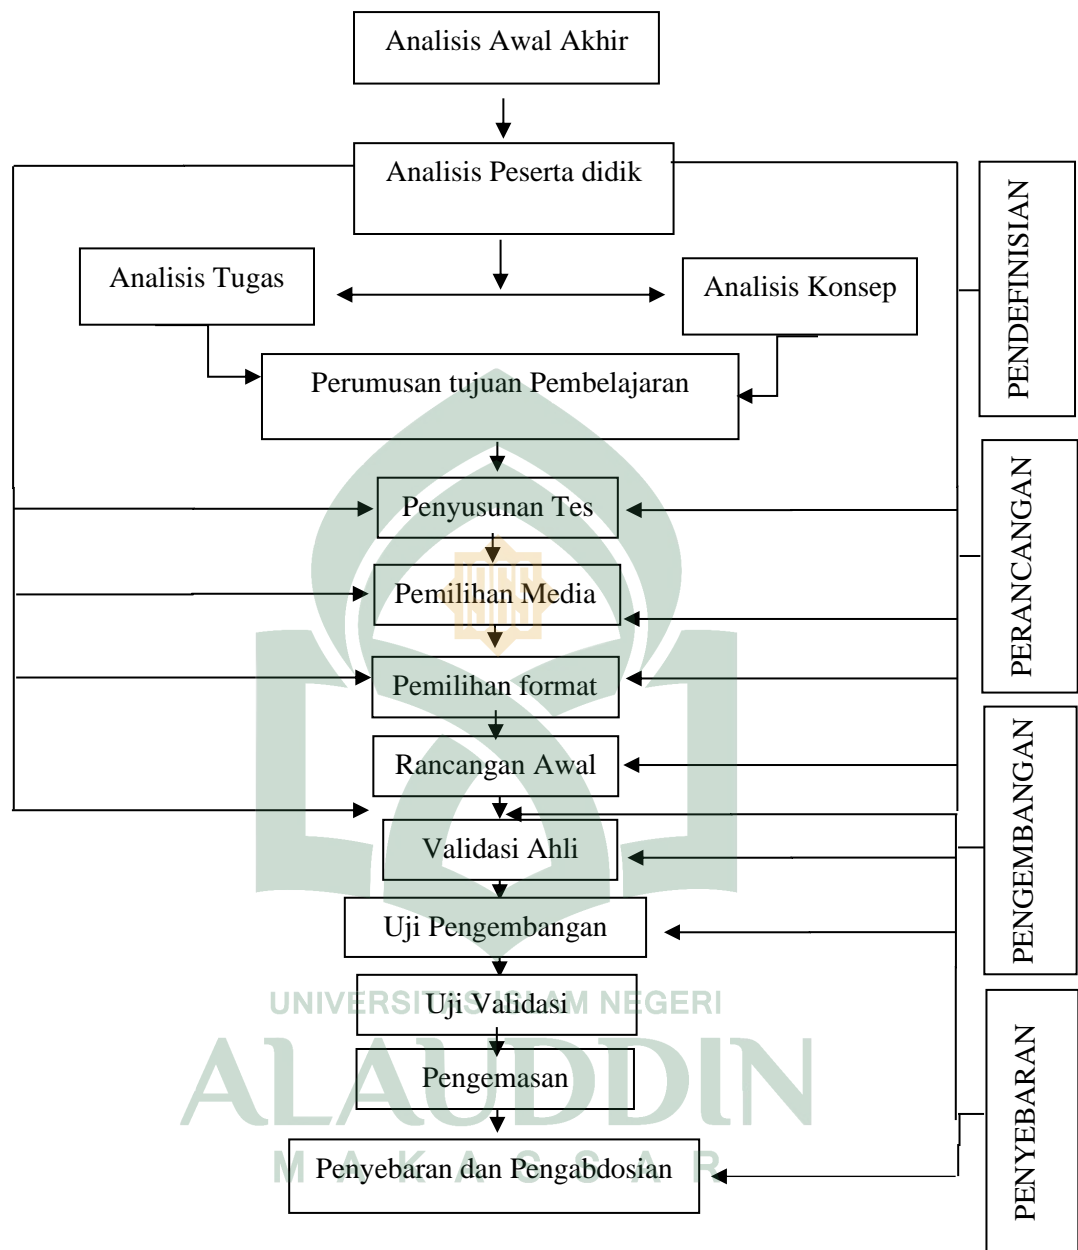 Analisis Awal Akhir
Analisis Peserta didik
Analisis Tugas
Analisis Konsep
Perumusan tujuan Pembelajaran
Penyusunan Tes
Pemilihan Media
Pemilihan format
Rancangan Awal
Validasi Ahli
Uji Pengembangan
Uji Validasi
Pengemasan
Penyebaran dan Pengabdosian
PENDEFINISIAN
PERANCANGAN
PENGEMBANGAN
PENYEBARAN
UNIVERSITAS ISLAM NEGERI
ALAUDDIN
MAKASSAR